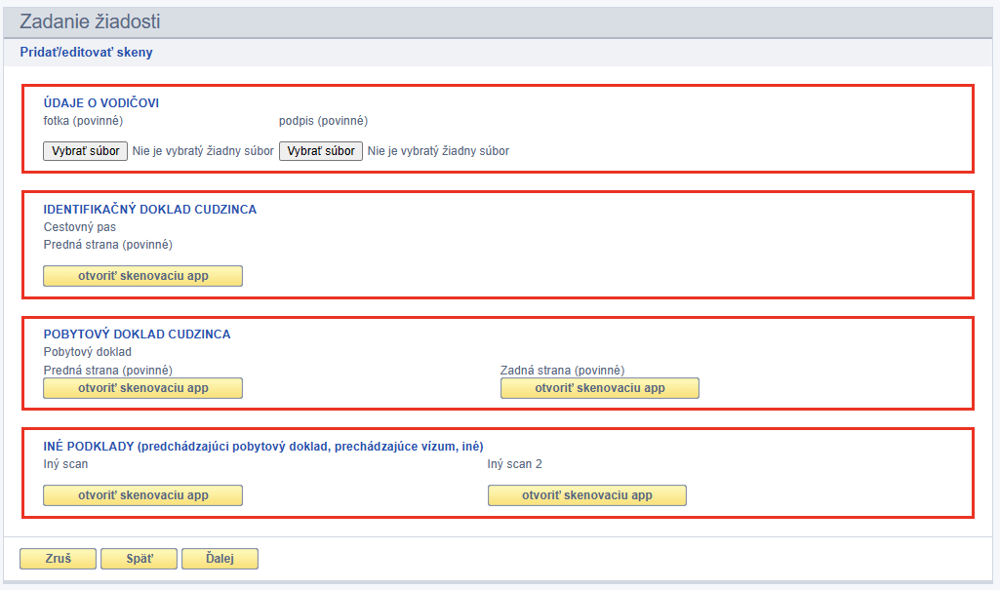 Zadanie žiadosti
Pridať/editovať skeny
ÚDAJE O VODIČOVI
fotka (povinné) podpis (povinné)
Vybrať súbor Nie je vybratý žiadny súbor Vybrať súbor Nie je vybratý žiadny súbor
IDENTIFIKAČNÝ DOKLAD CUDZINCA
Cestovný pas
Predná strana (povinné)
otvoriť skenovaciu app
POBYTOVÝ DOKLAD CUDZINCA
Pobytový doklad
Predná strana (povinné) Zadná strana (povinné)
otvoriť skenovaciu app otvoriť skenovaciu app
INÉ PODKLADY (predchádzajúci pobytový doklad, prechádzajúce vízum, iné)
Iný scan Iný scan 2
otvoriť skenovaciu app otvoriť skenovaciu app
Zruš Späť Ďalej